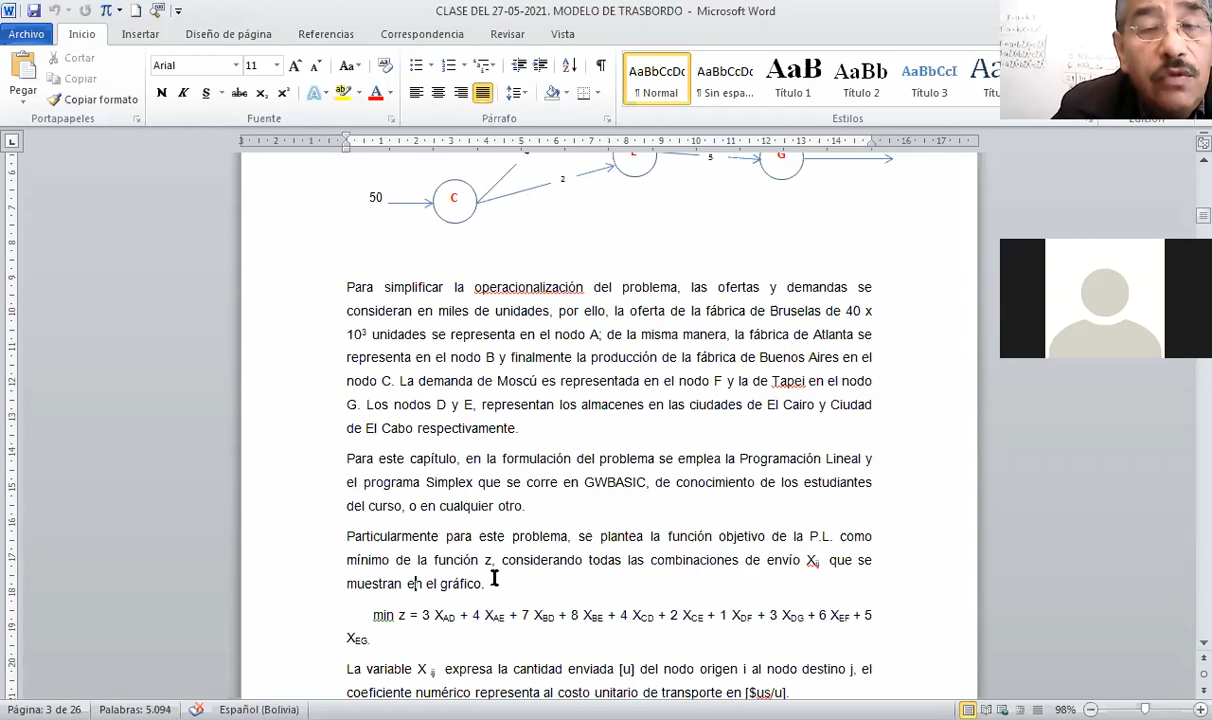 CLASE DEL 27-05-2021. MODELO DE TRASBORDO - Microsoft Word
Archivo Inicio Insertar Diseño de página Referencias Correspondencia Revisar Vista
Pegar
Cortar
Copiar
Copiar formato
Portapapeles
Arial 11
Fuente
Párrafo
AaBbCcDc AaBbCcDc AaB AaBbCc AaBbCcI
¶ Normal ¶ Sin espa... Título 1 Título 2 Título 3
Estilos
5 G
2
50 C
Para simplificar la operacionalización del problema, las ofertas y demandas se
consideran en miles de unidades, por ello, la oferta de la fábrica de Bruselas de 40 x
10³ unidades se representa en el nodo A; de la misma manera, la fábrica de Atlanta se
representa en el nodo B y finalmente la producción de la fábrica de Buenos Aires en el
nodo C. La demanda de Moscú es representada en el nodo F y la de Tapei en el nodo
G. Los nodos D y E, representan los almacenes en las ciudades de El Cairo y Ciudad
de El Cabo respectivamente.
Para este capítulo, en la formulación del problema se emplea la Programación Lineal y
el programa Simplex que se corre en GWBASIC, de conocimiento de los estudiantes
del curso, o en cualquier otro.
Particularmente para este problema, se plantea la función objetivo de la P.L. como
mínimo de la función z, considerando todas las combinaciones de envío Xij que se
muestran en el gráfico.
min z = 3 XAD + 4 XAE + 7 XBD + 8 XBE + 4 XCD + 2 XCE + 1 XDF + 3 XDG + 6 XEF + 5
XEG.
La variable X ij expresa la cantidad enviada [u] del nodo origen i al nodo destino j, el
coeficiente numérico representa al costo unitario de transporte en [$us/u].
Página: 3 de 26 Palabras: 5.094 Español (Bolivia) 98%